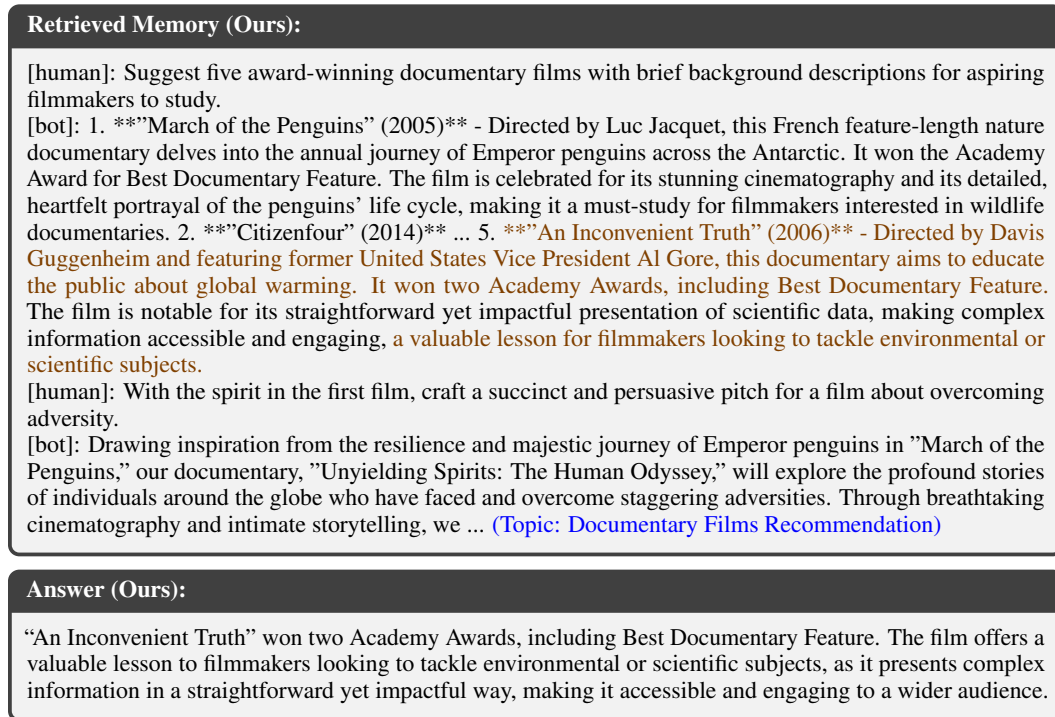 Retrieved Memory (Ours):
[human]: Suggest five award-winning documentary films with brief background descriptions for aspiring
filmmakers to study.
[bot]: 1. **”March of the Penguins” (2005)** - Directed by Luc Jacquet, this French feature-length nature
documentary delves into the annual journey of Emperor penguins across the Antarctic. It won the Academy
Award for Best Documentary Feature. The film is celebrated for its stunning cinematography and its detailed,
heartfelt portrayal of the penguins’ life cycle, making it a must-study for filmmakers interested in wildlife
documentaries. 2. **”Citizenfour” (2014)** ... 5. **”An Inconvenient Truth” (2006)** - Directed by Davis
Guggenheim and featuring former United States Vice President Al Gore, this documentary aims to educate
the public about global warming. It won two Academy Awards, including Best Documentary Feature.
The film is notable for its straightforward yet impactful presentation of scientific data, making complex
information accessible and engaging, a valuable lesson for filmmakers looking to tackle environmental or
scientific subjects.
[human]: With the spirit in the first film, craft a succinct and persuasive pitch for a film about overcoming
adversity.
[bot]: Drawing inspiration from the resilience and majestic journey of Emperor penguins in ”March of the
Penguins,” our documentary, ”Unyielding Spirits: The Human Odyssey,” will explore the profound stories
of individuals around the globe who have faced and overcome staggering adversities. Through breathtaking
cinematography and intimate storytelling, we ... (Topic: Documentary Films Recommendation)
Answer (Ours):
“An Inconvenient Truth” won two Academy Awards, including Best Documentary Feature. The film offers a
valuable lesson to filmmakers looking to tackle environmental or scientific subjects, as it presents complex
information in a straightforward yet impactful way, making it accessible and engaging to a wider audience.